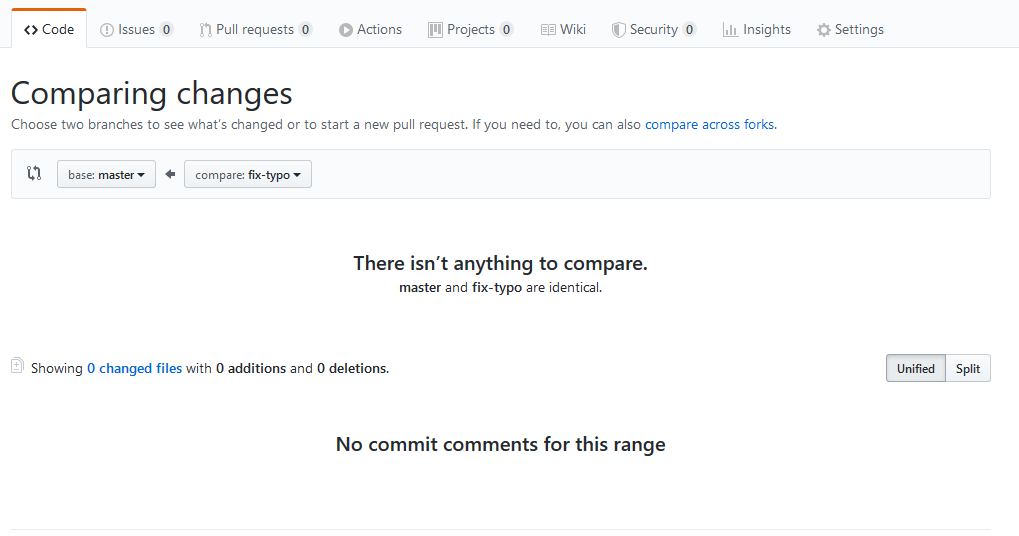 Code Issues 0 Pull requests 0 Actions Projects 0 Wiki Security 0 Insights Settings
Comparing changes
Choose two branches to see what’s changed or to start a new pull request. If you need to, you can also compare across forks.
base: master compare: fix-typo
There isn’t anything to compare.
master and fix-typo are identical.
Showing 0 changed files with 0 additions and 0 deletions. Unified Split
No commit comments for this range